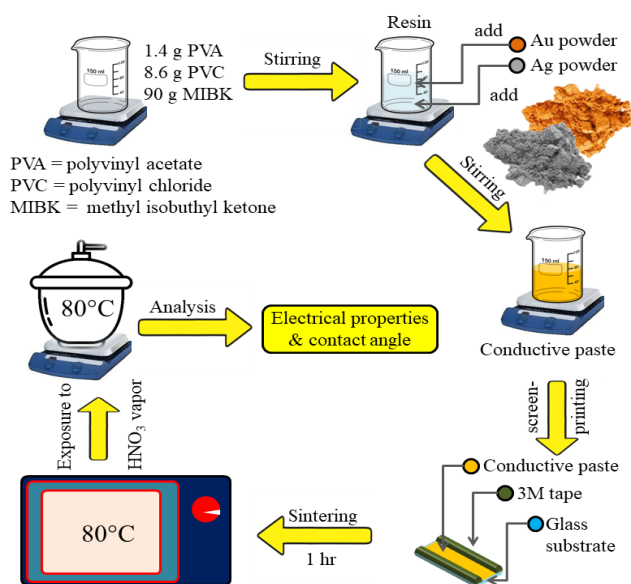 1.4 g PVA
8.6 g PVC
90 g MIBK
150 ml
Stirring
Resin
150 ml
add
Au powder
Ag powder
add
PVA = polyvinyl acetate
PVC = polyvinyl chloride
MIBK = methyl isobuthyl ketone
Stirring
150 ml
Conductive paste
80°C
Analysis
Electrical properties
& contact angle
Exposure to
HNO₃ vapor
screen-
printing
Conductive paste
3M tape
Glass
substrate
Sintering
1 hr
80°C